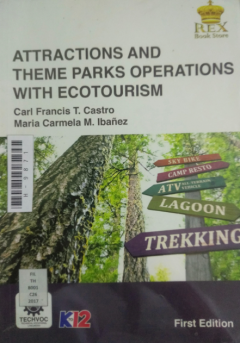 REX
Book Store
ATTRACTIONS AND
THEME PARKS OPERATIONS
WITH ECOTOURISM
Carl Francis T. Castro
Maria Carmela M. Ibañez
SKY BIKE
CAMP RESTO
ATV
LAGOON
TREKKING
TECHVOC
K12
First Edition